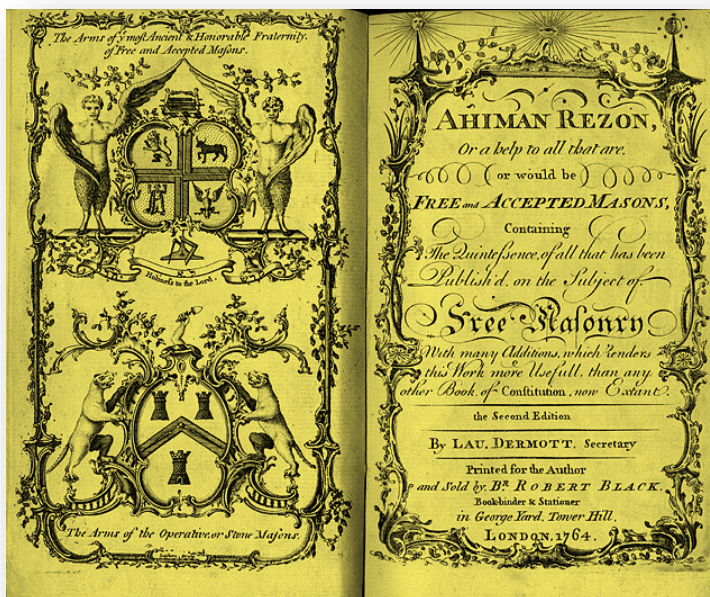 The Arms of yᵉ most Ancient & Honorable Fraternity,
of Free and Accepted Masons.
Holiness to the Lord.
The Arms of the Operative, or Stone Masons.
AHIMAN REZON,
Or a help to all that are,
or would be
FREE and ACCEPTED MASONS,
Containing
The Quintessence, of all that has been
Publish'd, on the Subject of
Free Masonry
With many Additions, which Renders
this Work more Usefull, than any
other Book of Constitution, now Extant.
the Second Edition
By LAU. DERMOTT, Secretary
Printed for the Author
and Sold by, Bᴿ. ROBERT BLACK,
Book-binder & Stationer
in George Yard, Tower Hill,
LONDON, 1764.